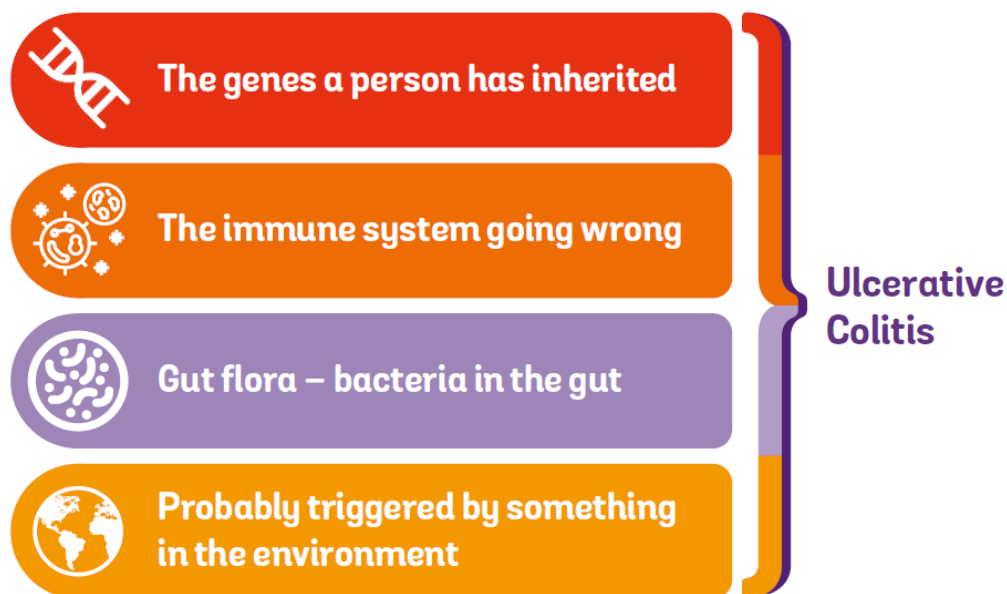 The genes a person has inherited
The immune system going wrong
Gut flora – bacteria in the gut
Probably triggered by something
in the environment
Ulcerative
Colitis